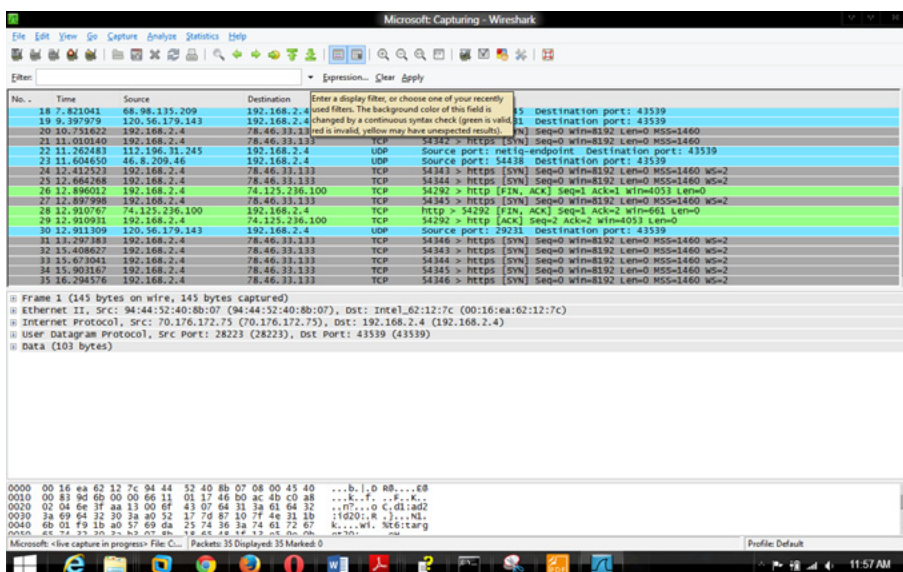 Microsoft: Capturing - Wireshark
File Edit View Go Capture Analyze Statistics Help
Filter: Expression... Clear Apply
Enter a display filter, or choose one of your recently
used filters. The background color of this field is
changed by a continuous syntax check (green is valid,
red is invalid, yellow may have unexpected results).
No. . Time Source Destination
18 7.821041 68.98.135.209 192.168.2.4 Destination port: 43539
19 9.397979 120.56.179.143 192.168.2.4 Destination port: 43539
20 10.751622 192.168.2.4 78.46.33.13 Seq=0 Win=8192 Len=0 MSS=1460
21 11.010140 192.168.2.4 78.46.33.133 TCP 54342 > https [SYN] Seq=0 Win=8192 Len=0 MSS=1460
22 11.262483 112.196.31.245 192.168.2.4 UDP Source port: netiq-endpoint Destination port: 43539
23 11.604650 46.8.209.46 192.168.2.4 UDP Source port: 54438 Destination port: 43539
24 12.412523 192.168.2.4 78.46.33.133 TCP 54343 > https [SYN] Seq=0 Win=8192 Len=0 MSS=1460 WS=2
25 12.664268 192.168.2.4 78.46.33.133 TCP 54344 > https [SYN] Seq=0 Win=8192 Len=0 MSS=1460 WS=2
26 12.896012 192.168.2.4 74.125.236.100 TCP 54292 > http [FIN, ACK] Seq=1 Ack=1 Win=4053 Len=0
27 12.897998 192.168.2.4 78.46.33.133 TCP 54345 > https [SYN] Seq=0 Win=8192 Len=0 MSS=1460 WS=2
28 12.910767 74.125.236.100 192.168.2.4 TCP http > 54292 [FIN, ACK] Seq=1 Ack=2 Win=661 Len=0
29 12.910931 192.168.2.4 74.125.236.100 TCP 54292 > http [ACK] Seq=2 Ack=2 Win=4053 Len=0
30 12.911309 120.56.179.143 192.168.2.4 UDP Source port: 29231 Destination port: 43539
31 13.297383 192.168.2.4 78.46.33.133 TCP 54346 > https [SYN] Seq=0 Win=8192 Len=0 MSS=1460 WS=2
32 15.408627 192.168.2.4 78.46.33.133 TCP 54343 > https [SYN] Seq=0 Win=8192 Len=0 MSS=1460 WS=2
33 15.673041 192.168.2.4 78.46.33.133 TCP 54344 > https [SYN] Seq=0 Win=8192 Len=0 MSS=1460 WS=2
34 15.903167 192.168.2.4 78.46.33.133 TCP 54345 > https [SYN] Seq=0 Win=8192 Len=0 MSS=1460 WS=2
35 16.294576 192.168.2.4 78.46.33.133 TCP 54346 > https [SYN] Seq=0 Win=8192 Len=0 MSS=1460 WS=2
Frame 1 (145 bytes on wire, 145 bytes captured)
Ethernet II, Src: 94:44:52:40:8b:07 (94:44:52:40:8b:07), Dst: Intel_62:12:7c (00:16:ea:62:12:7c)
Internet Protocol, Src: 70.176.172.75 (70.176.172.75), Dst: 192.168.2.4 (192.168.2.4)
User Datagram Protocol, Src Port: 28223 (28223), Dst Port: 43539 (43539)
Data (103 bytes)
0000 00 16 ea 62 12 7c 94 44 52 40 8b 07 08 00 45 40 ...b.|.D R@....E@
0010 00 83 9d 6b 00 00 66 11 01 17 46 b0 ac 4b c0 a8 ...k..f. ..F..K..
0020 02 04 6e 3f aa 13 00 6f 43 07 64 31 3a 61 64 32 ..n?...o C.d1:ad2
0030 3a 69 64 32 30 3a a0 52 17 7d 87 10 7f 4e 31 1b :id20:.R .}...N1.
0040 6b 01 f9 1b a0 57 69 da 25 74 36 3a 74 61 72 67 k....Wi. %t6:targ
Microsoft: <live capture in progress> File: C... Packets: 35 Displayed: 35 Marked: 0 Profile: Default
11:57 AM